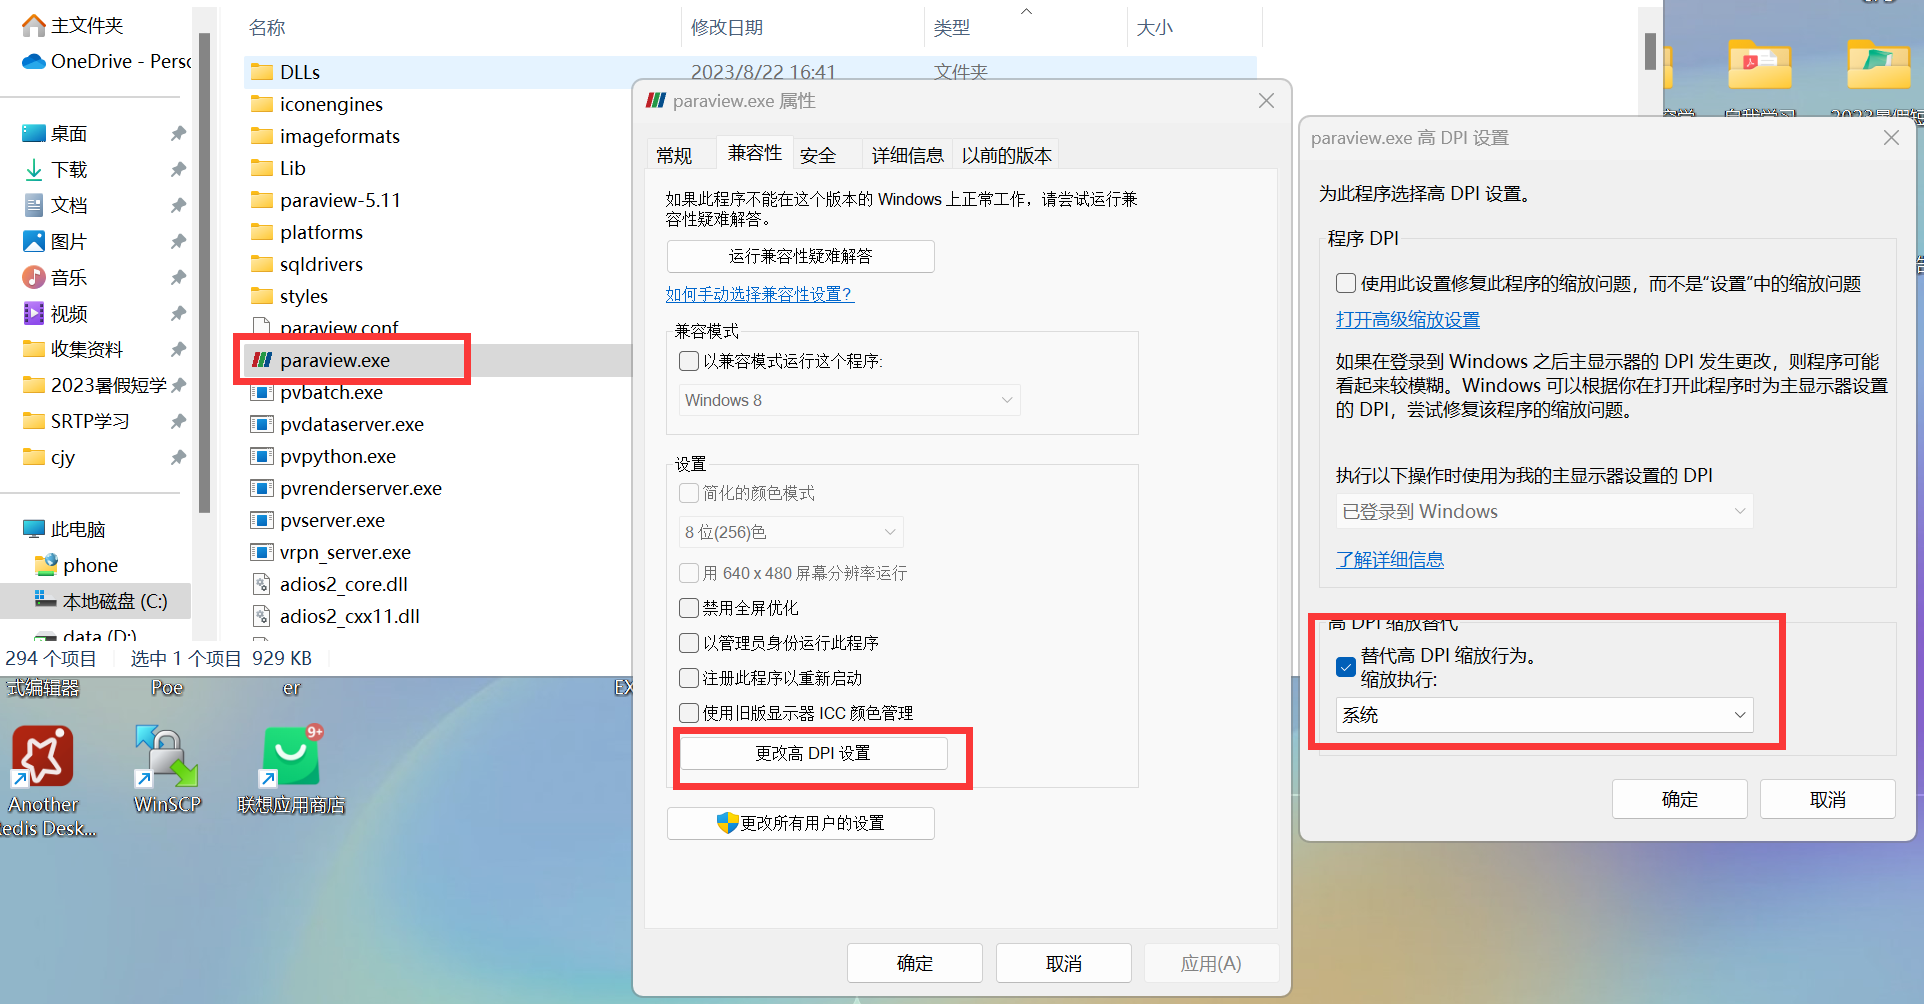 主文件夹
OneDrive - Persc
桌面
下载
文档
图片
音乐
视频
收集资料
2023暑假短学
SRTP学习
cjy
此电脑
phone
本地磁盘 (C:)
data (D:)
294 个项目
选中 1 个项目 929 KB
名称
修改日期
类型
大小
DLLs
2023/8/22 16:41
文件夹
iconengines
imageformats
Lib
paraview-5.11
platforms
sqldrivers
styles
paraview.conf
paraview.exe
pvbatch.exe
pvdataserver.exe
pvpython.exe
pvrenderserver.exe
pvserver.exe
vrpn_server.exe
adios2_core.dll
adios2_cxx11.dll
式编辑器
Poe
er
EX
Another
edis Desk...
WinSCP
9+
联想应用商店
paraview.exe 属性
常规
兼容性
安全
详细信息
以前的版本
如果此程序不能在这个版本的 Windows 上正常工作，请尝试运行兼
容性疑难解答。
运行兼容性疑难解答
如何手动选择兼容性设置?
兼容模式
以兼容模式运行这个程序:
Windows 8
设置
简化的颜色模式
8 位(256)色
用 640 x 480 屏幕分辨率运行
禁用全屏优化
以管理员身份运行此程序
注册此程序以重新启动
使用旧版显示器 ICC 颜色管理
更改高 DPI 设置
更改所有用户的设置
确定
取消
应用(A)
paraview.exe 高 DPI 设置
为此程序选择高 DPI 设置。
程序 DPI
使用此设置修复此程序的缩放问题，而不是“设置”中的缩放问题
打开高级缩放设置
如果在登录到 Windows 之后主显示器的 DPI 发生更改，则程序可能
看起来较模糊。Windows 可以根据你在打开此程序时为主显示器设置
的 DPI，尝试修复该程序的缩放问题。
执行以下操作时使用为我的主显示器设置的 DPI
已登录到 Windows
了解详细信息
高 DPI 缩放替代
替代高 DPI 缩放行为。
缩放执行:
系统
确定
取消